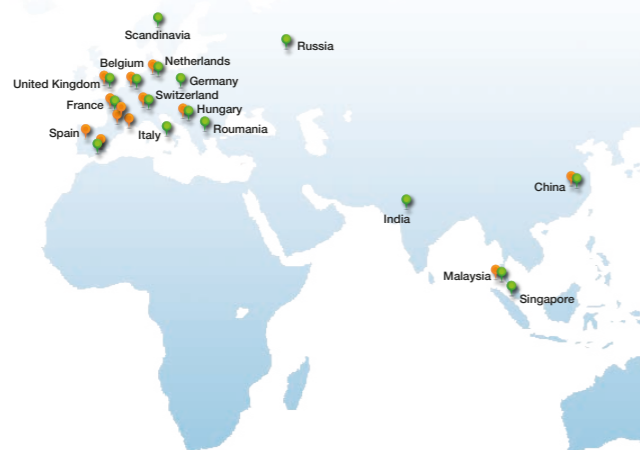 Scandinavia
Russia
Belgium
Netherlands
United Kingdom
Germany
Switzerland
France
Hungary
Spain
Italy
Roumania
China
India
Malaysia
Singapore